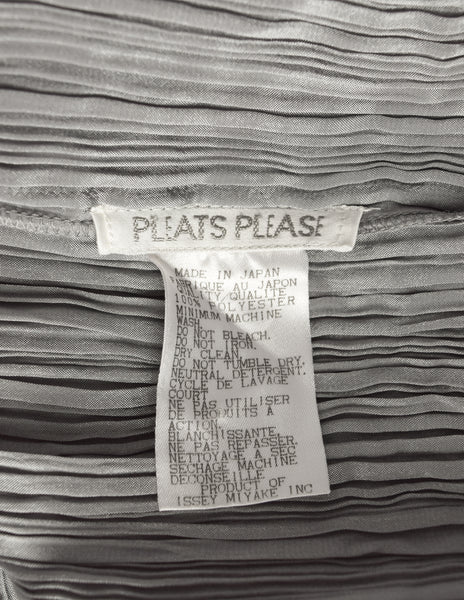 PLEATS PLEASE
MADE IN JAPAN
FABRIQUE AU JAPON
QUALITY/QUALITÉ
100% POLYESTER
MINIMUM MACHINE
WASH.
DO NOT BLEACH.
DO NOT IRON.
DRY CLEAN.
DO NOT TUMBLE DRY.
NEUTRAL DETERGENT.
CYCLE DE LAVAGE
COURT
NE PAS UTILISER
DE PRODUITS A
ACTION.
BLANCHISSANTE.
NE PAS REPASSER.
NETTOYAGE A SEC
SECHAGE MACHINE.
DECONSEILLE
PRODUCT OF
ISSEY MIYAKE INC